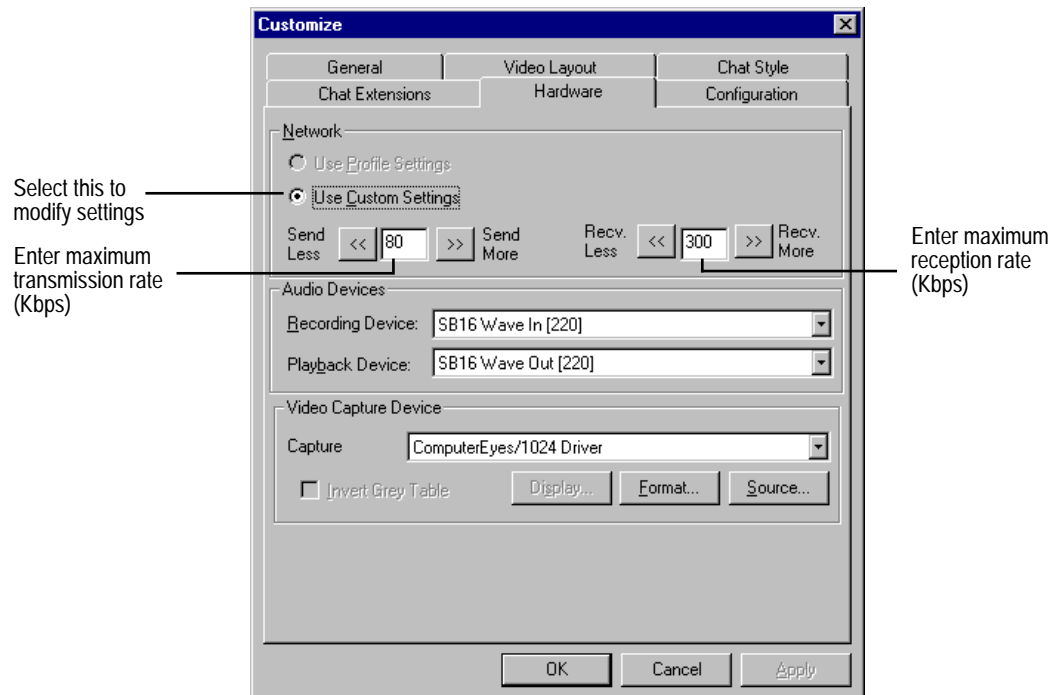 Customize
General
Video Layout
Chat Style
Chat Extensions
Hardware
Configuration
Network
Use Profile Settings
Select this to
modify settings
Use Custom Settings
Send
Less
<<
80
>>
Send
More
Recv.
Less
<<
300
>>
Recv.
More
Enter maximum
transmission rate
(Kbps)
Enter maximum
reception rate
(Kbps)
Audio Devices
Recording Device:
SB16 Wave In [220]
Playback Device:
SB16 Wave Out [220]
Video Capture Device
Capture
ComputerEyes/1024 Driver
Invert Grey Table
Display...
Format...
Source...
OK
Cancel
Apply